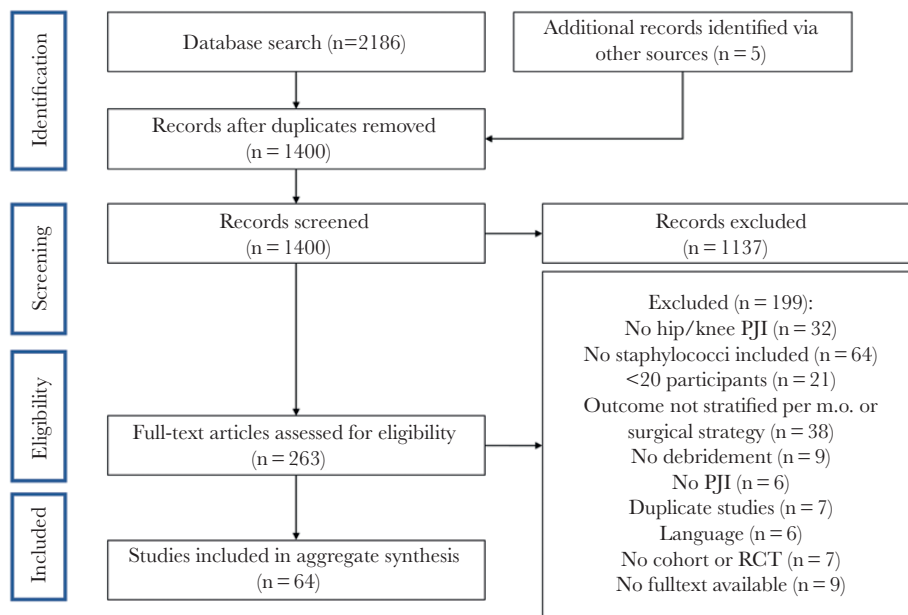 Identification
Database search (n=2186)
Additional records identified via
other sources (n = 5)
Records after duplicates removed
(n = 1400)
Screening
Records screened
(n = 1400)
Records excluded
(n = 1137)
Eligibility
Full-text articles assessed for eligibility
(n = 263)
Excluded (n = 199):
No hip/knee PJI (n = 32)
No staphylococci included (n = 64)
<20 participants (n = 21)
Outcome not stratified per m.o. or
surgical strategy (n = 38)
No debridement (n = 9)
No PJI (n = 6)
Duplicate studies (n = 7)
Language (n = 6)
No cohort or RCT (n = 7)
No fulltext available (n = 9)
Included
Studies included in aggregate synthesis
(n = 64)